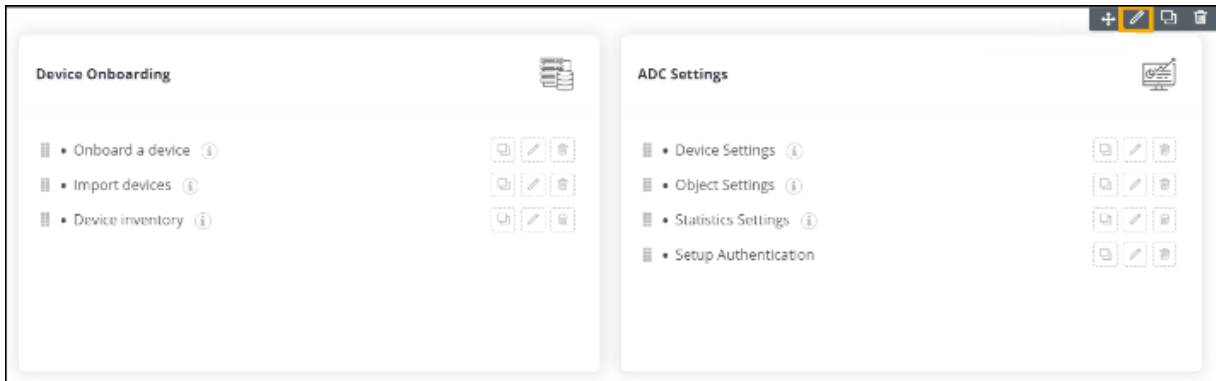 Device Onboarding
• Onboard a device
• Import devices
• Device inventory
ADC Settings
• Device Settings
• Object Settings
• Statistics Settings
• Setup Authentication